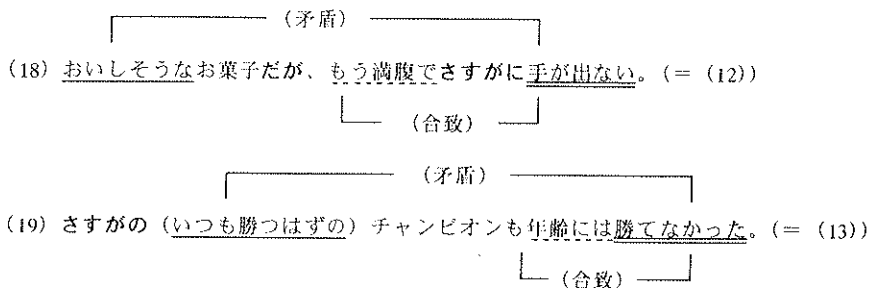 (矛盾)
(18) おいしそうなお菓子だが、もう満腹でさすがに手が出ない。(= (12))
(合致)
(矛盾)
(19) さすがの (いつも勝つはずの) チャンピオンも年齢には勝てなかった。(= (13))
(合致)